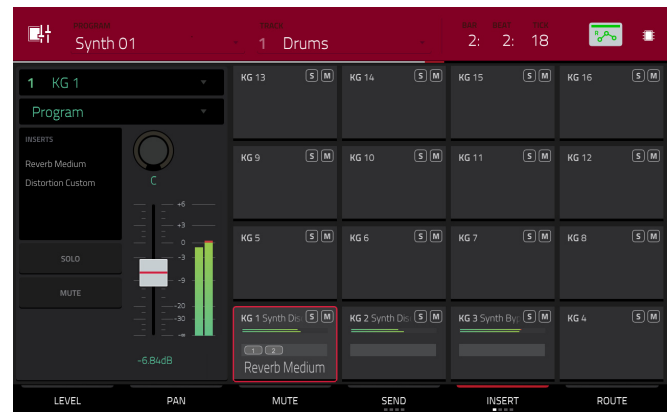 PROGRAM
Synth 01
TRACK
1 Drums
BAR BEAT TICK
2: 2: 18
1 KG 1
Program
INSERTS
Reverb Medium
Distortion Custom
C
+6
+3
0
-3
-9
-20
-30
-∞
SOLO
MUTE
-6.84dB
KG 13 S M
KG 14 S M
KG 15 S M
KG 16 S M
KG 9 S M
KG 10 S M
KG 11 S M
KG 12 S M
KG 5 S M
KG 6 S M
KG 7 S M
KG 8 S M
KG 1 Synth Dis S M
1 2
Reverb Medium
KG 2 Synth Dis S M
KG 3 Synth Byp S M
KG 4 S M
LEVEL
PAN
MUTE
SEND
INSERT
ROUTE